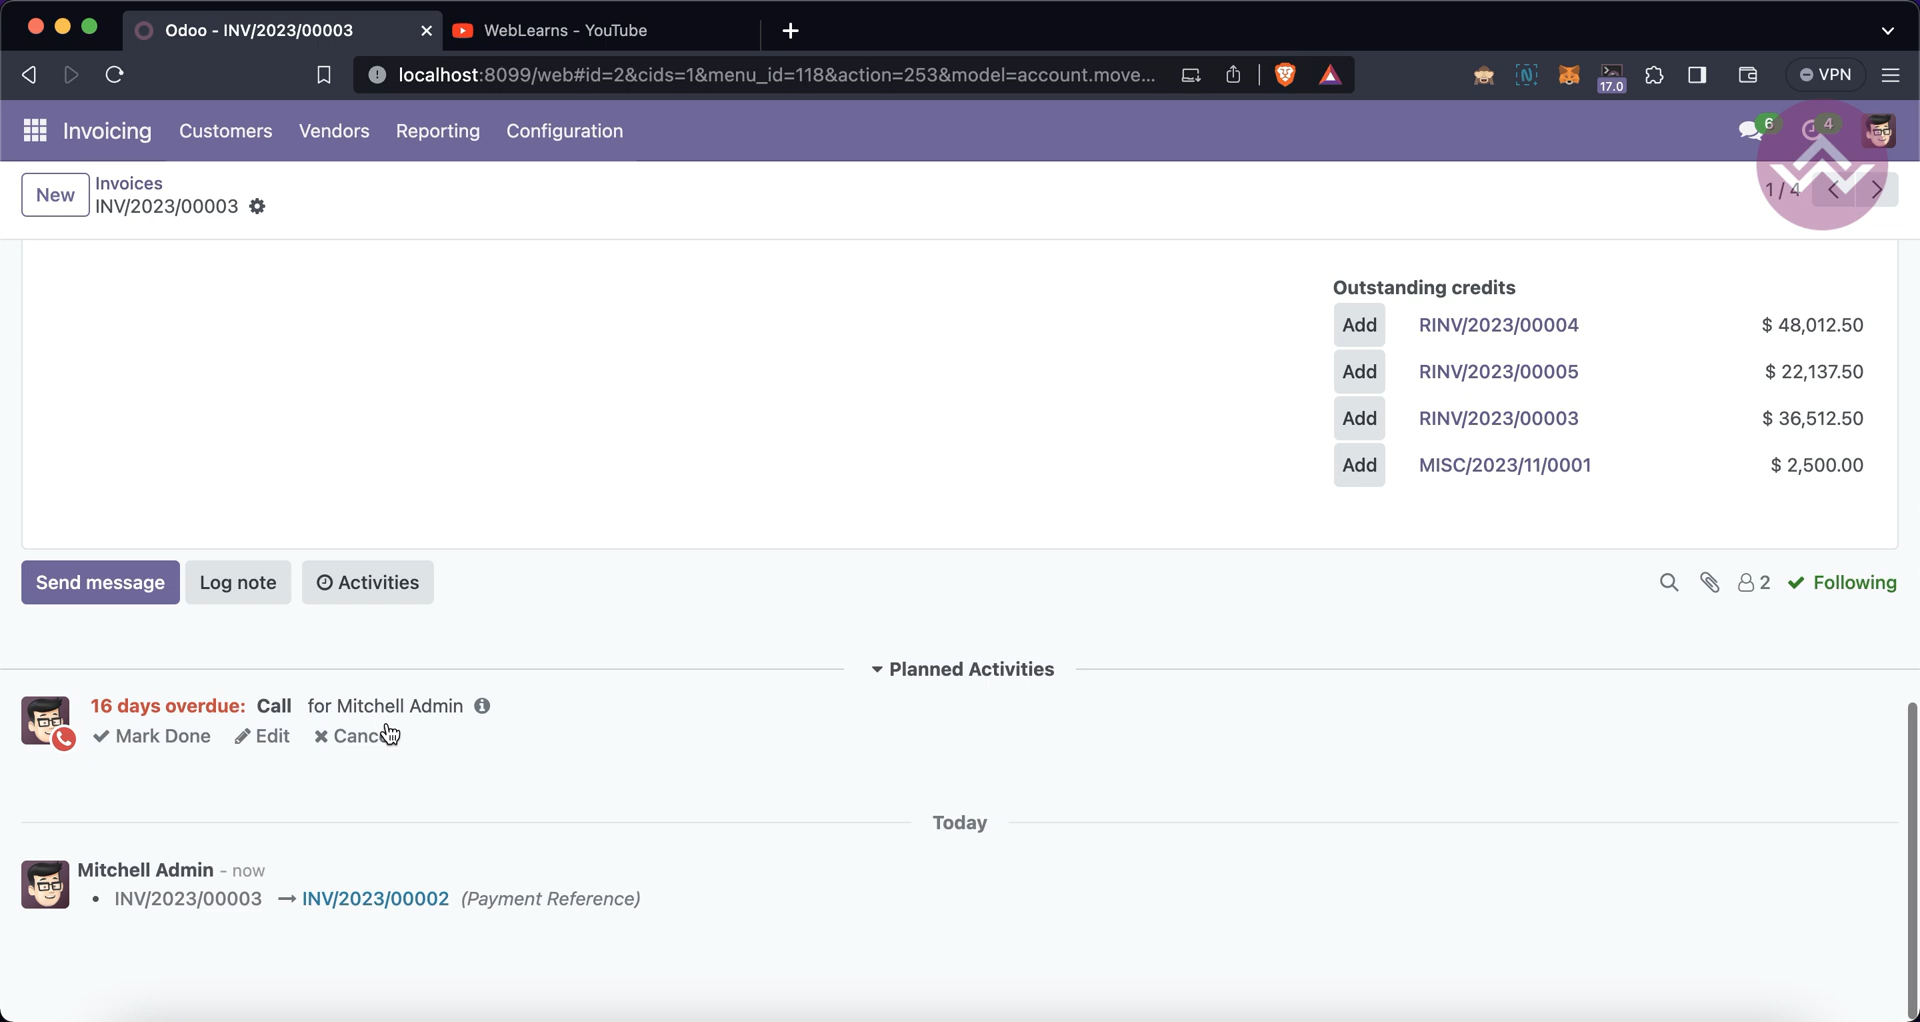 Odoo - INV/2023/00003
WebLearns - YouTube
localhost:8099/web#id=2&cids=1&menu_id=118&action=253&model=account.move...
17.0
VPN
Invoicing Customers Vendors Reporting Configuration
6 4
New Invoices
INV/2023/00003
1 / 4
Outstanding credits
Add RINV/2023/00004 $ 48,012.50
Add RINV/2023/00005 $ 22,137.50
Add RINV/2023/00003 $ 36,512.50
Add MISC/2023/11/0001 $ 2,500.00
Send message Log note Activities 2 Following
Planned Activities
16 days overdue: Call for Mitchell Admin
Mark Done Edit Cancel
Today
Mitchell Admin - now
• INV/2023/00003 → INV/2023/00002 (Payment Reference)